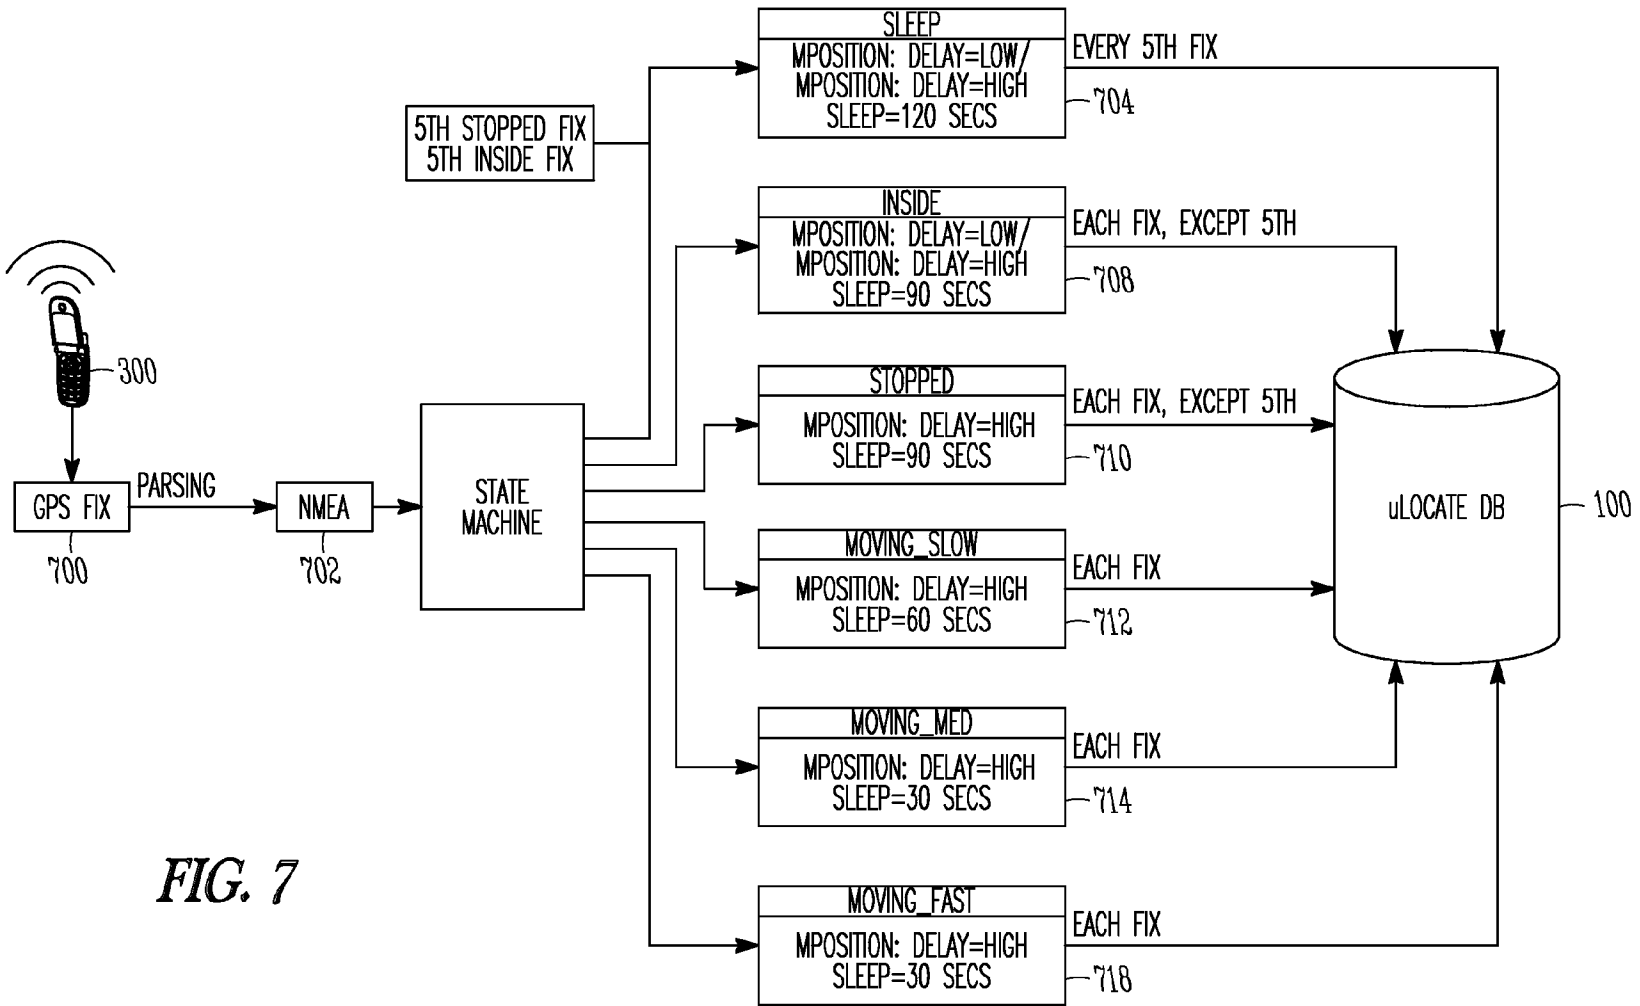 SLEEP
MPOSITION: DELAY=LOW/
MPOSITION: DELAY=HIGH
SLEEP=120 SECS
EVERY 5TH FIX
704
5TH STOPPED FIX
5TH INSIDE FIX
INSIDE
MPOSITION: DELAY=LOW/
MPOSITION: DELAY=HIGH
SLEEP=90 SECS
EACH FIX, EXCEPT 5TH
708
300
STOPPED
MPOSITION: DELAY=HIGH
SLEEP=90 SECS
EACH FIX, EXCEPT 5TH
710
GPS FIX
700
PARSING
NMEA
702
STATE
MACHINE
uLOCATE DB
100
MOVING_SLOW
MPOSITION: DELAY=HIGH
SLEEP=60 SECS
EACH FIX
712
MOVING_MED
MPOSITION: DELAY=HIGH
SLEEP=30 SECS
EACH FIX
714
MOVING_FAST
MPOSITION: DELAY=HIGH
SLEEP=30 SECS
EACH FIX
718
FIG. 7